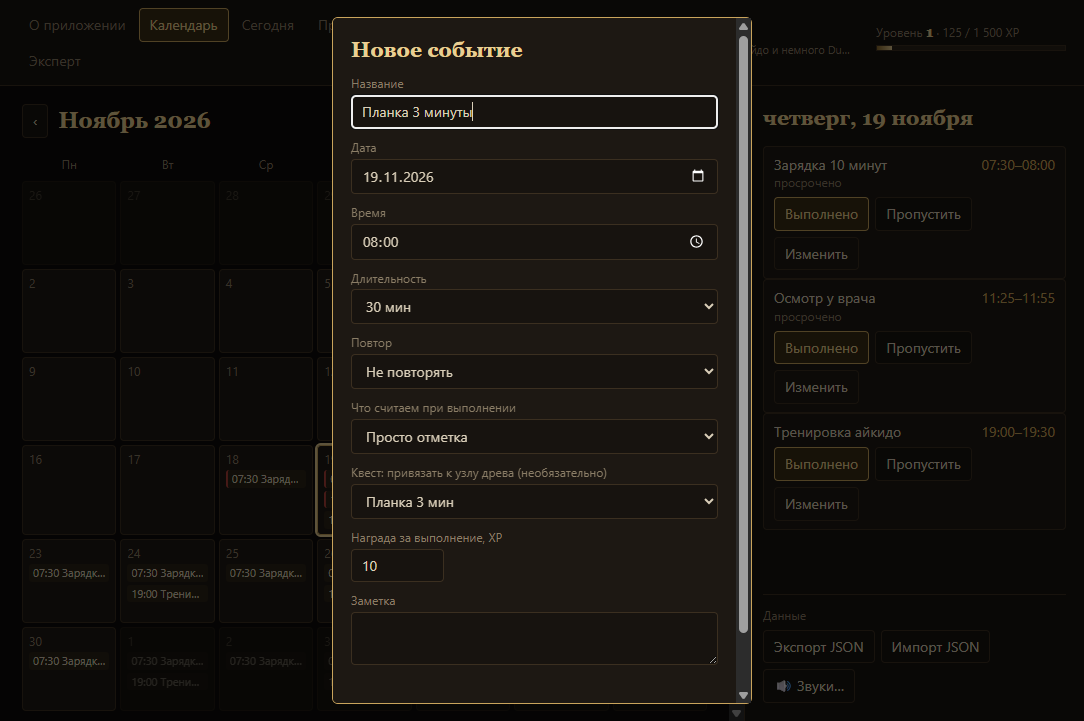 О приложении
Календарь
Сегодня
Эксперт
йдо и немного Du...
Уровень 1 · 125 / 1 500 XP
‹
Ноябрь 2026
Пн
Вт
Ср
26
27
28
2
3
4
9
10
11
16
17
18
07:30 Заряд...
23
07:30 Зарядк...
24
07:30 Зарядк...
19:00 Трени...
25
07:30 Зарядк...
30
07:30 Зарядк...
1
07:30 Зарядк...
19:00 Трени...
2
07:30 Зарядк...
Новое событие
Название
Планка 3 минуты
Дата
19.11.2026
Время
08:00
Длительность
30 мин
Повтор
Не повторять
Что считаем при выполнении
Просто отметка
Квест: привязать к узлу древа (необязательно)
Планка 3 мин
Награда за выполнение, XP
10
Заметка
четверг, 19 ноября
Зарядка 10 минут
07:30–08:00
просрочено
Выполнено
Пропустить
Изменить
Осмотр у врача
11:25–11:55
просрочено
Выполнено
Пропустить
Изменить
Тренировка айкидо
19:00–19:30
Выполнено
Пропустить
Изменить
Данные
Экспорт JSON
Импорт JSON
Звуки...